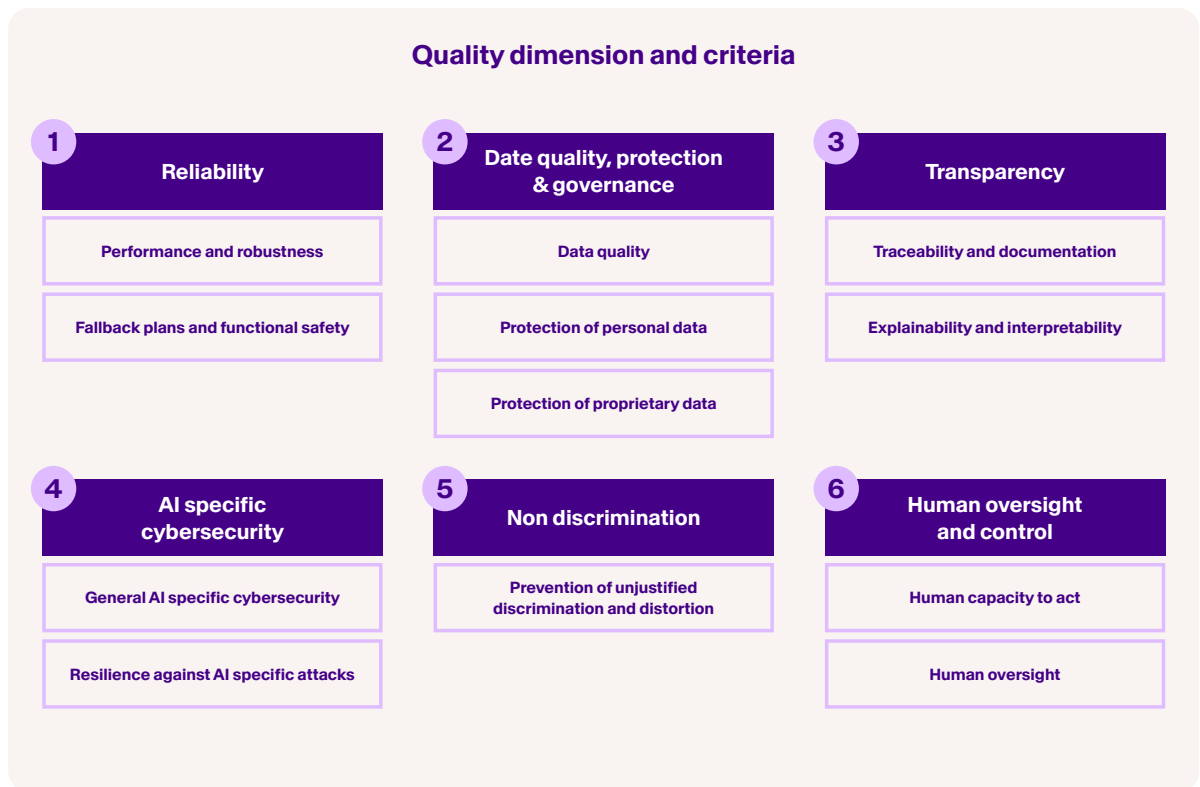 Quality dimension and criteria
1
Reliability
Performance and robustness
Fallback plans and functional safety
2
Date quality, protection
& governance
Data quality
Protection of personal data
Protection of proprietary data
3
Transparency
Traceability and documentation
Explainability and interpretability
4
AI specific
cybersecurity
General AI specific cybersecurity
Resilience against AI specific attacks
5
Non discrimination
Prevention of unjustified
discrimination and distortion
6
Human oversight
and control
Human capacity to act
Human oversight